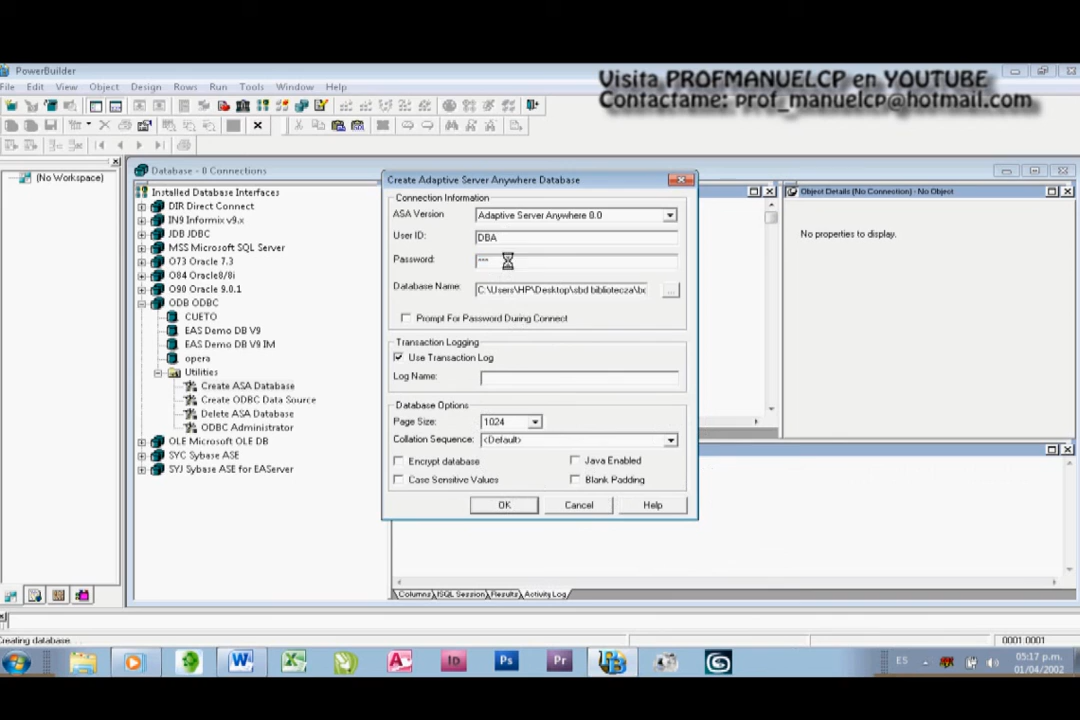 PowerBuilder
Visita PROFMANUELCP en YOUTUBE
Contactame: prof_manuelcp@hotmail.com
File Edit View Object Design Rows Run Tools Window Help
(No Workspace)
Database - 0 Connections
Installed Database Interfaces
DIR Direct Connect
IN9 Informix v9.x
JDB JDBC
MSS Microsoft SQL Server
O73 Oracle 7.3
O84 Oracle8/8i
O90 Oracle 9.0.1
ODB ODBC
CUETO
EAS Demo DB V9
EAS Demo DB V9 IM
opera
Utilities
Create ASA Database
Create ODBC Data Source
Delete ASA Database
ODBC Administrator
OLE Microsoft OLE DB
SYC Sybase ASE
SYJ Sybase ASE for EAServer
Create Adaptive Server Anywhere Database
Connection Information
ASA Version Adaptive Server Anywhere 8.0
User ID: DBA
Password: ***
Database Name: C:\Users\HP\Desktop\sbd bibliotecza\
Prompt For Password During Connect
Transaction Logging
Use Transaction Log
Log Name:
Database Options
Page Size: 1024
Collation Sequence: <Default>
Encrypt database Java Enabled
Case Sensitive Values Blank Padding
OK Cancel Help
Object Details (No Connection) - No Object
No properties to display.
Columns ISQL Session Results Activity Log
Creating database
0001:0001
ES
05:17 p.m.
01/04/2002